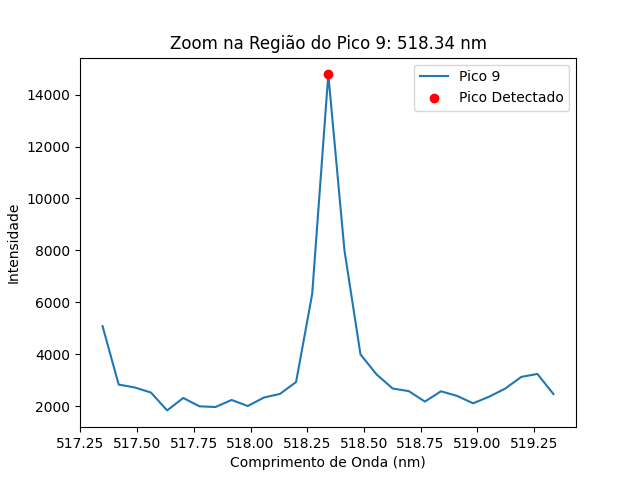 Zoom na Região do Pico 9: 518.34 nm
Pico 9
Pico Detectado
Intensidade
14000
12000
10000
8000
6000
4000
2000
517.25 517.50 517.75 518.00 518.25 518.50 518.75 519.00 519.25
Comprimento de Onda (nm)